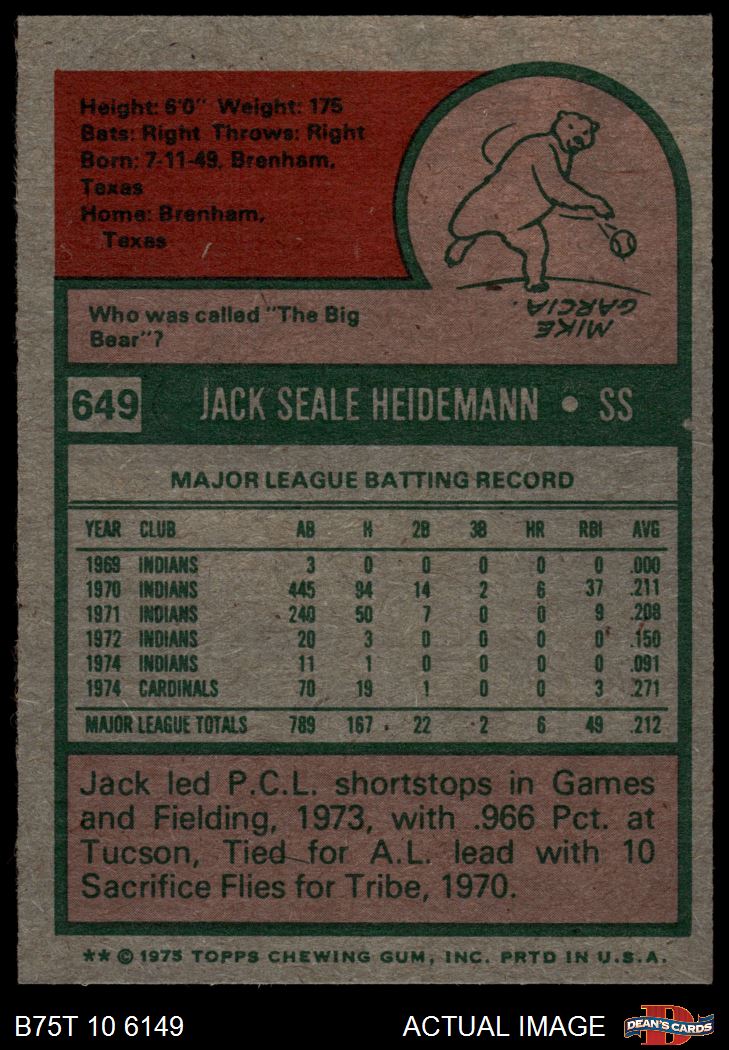 Height: 6'0" Weight: 175
Bats: Right Throws: Right
Born: 7-11-49, Brenham,
Texas
Home: Brenham,
Texas
MIKE
GARCIA.
Who was called "The Big
Bear"?
649 JACK SEALE HEIDEMANN • SS
MAJOR LEAGUE BATTING RECORD
YEAR CLUB AB H 2B 3B HR RBI AVG
1969 INDIANS 3 0 0 0 0 0 .000
1970 INDIANS 445 94 14 2 6 37 .211
1971 INDIANS 240 50 7 0 0 9 .208
1972 INDIANS 20 3 0 0 0 0 .150
1974 INDIANS 11 1 0 0 0 0 .091
1974 CARDINALS 70 19 1 0 0 3 .271
MAJOR LEAGUE TOTALS 789 167 22 2 6 49 .212
Jack led P.C.L. shortstops in Games
and Fielding, 1973, with .966 Pct. at
Tucson, Tied for A.L. lead with 10
Sacrifice Flies for Tribe, 1970.
** © 1975 TOPPS CHEWING GUM, INC. PRTD IN U.S.A.
B75T 10 6149 ACTUAL IMAGE DEAN'S CARDS